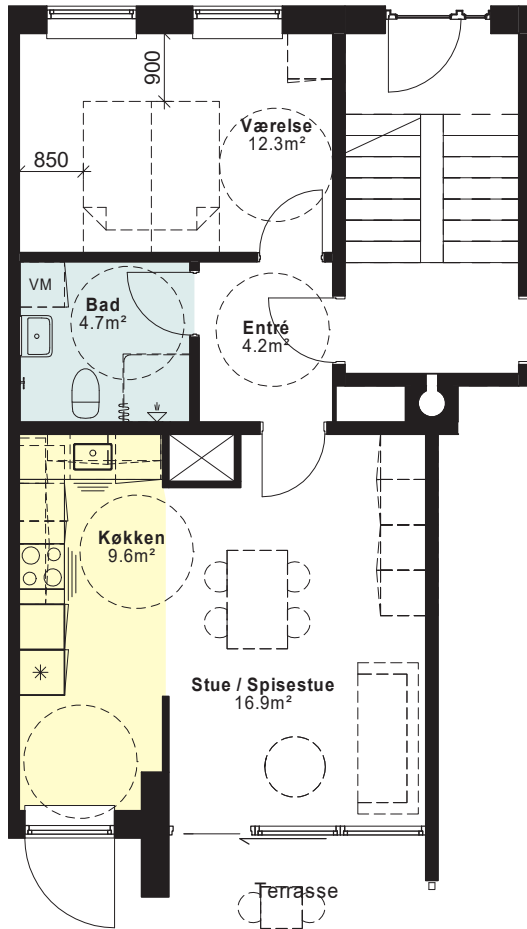 900
Værelse
12.3m²
850
VM
Bad
4.7m²
Entré
4.2m²
Køkken
9.6m²
Stue / Spisestue
16.9m²
Terrasse